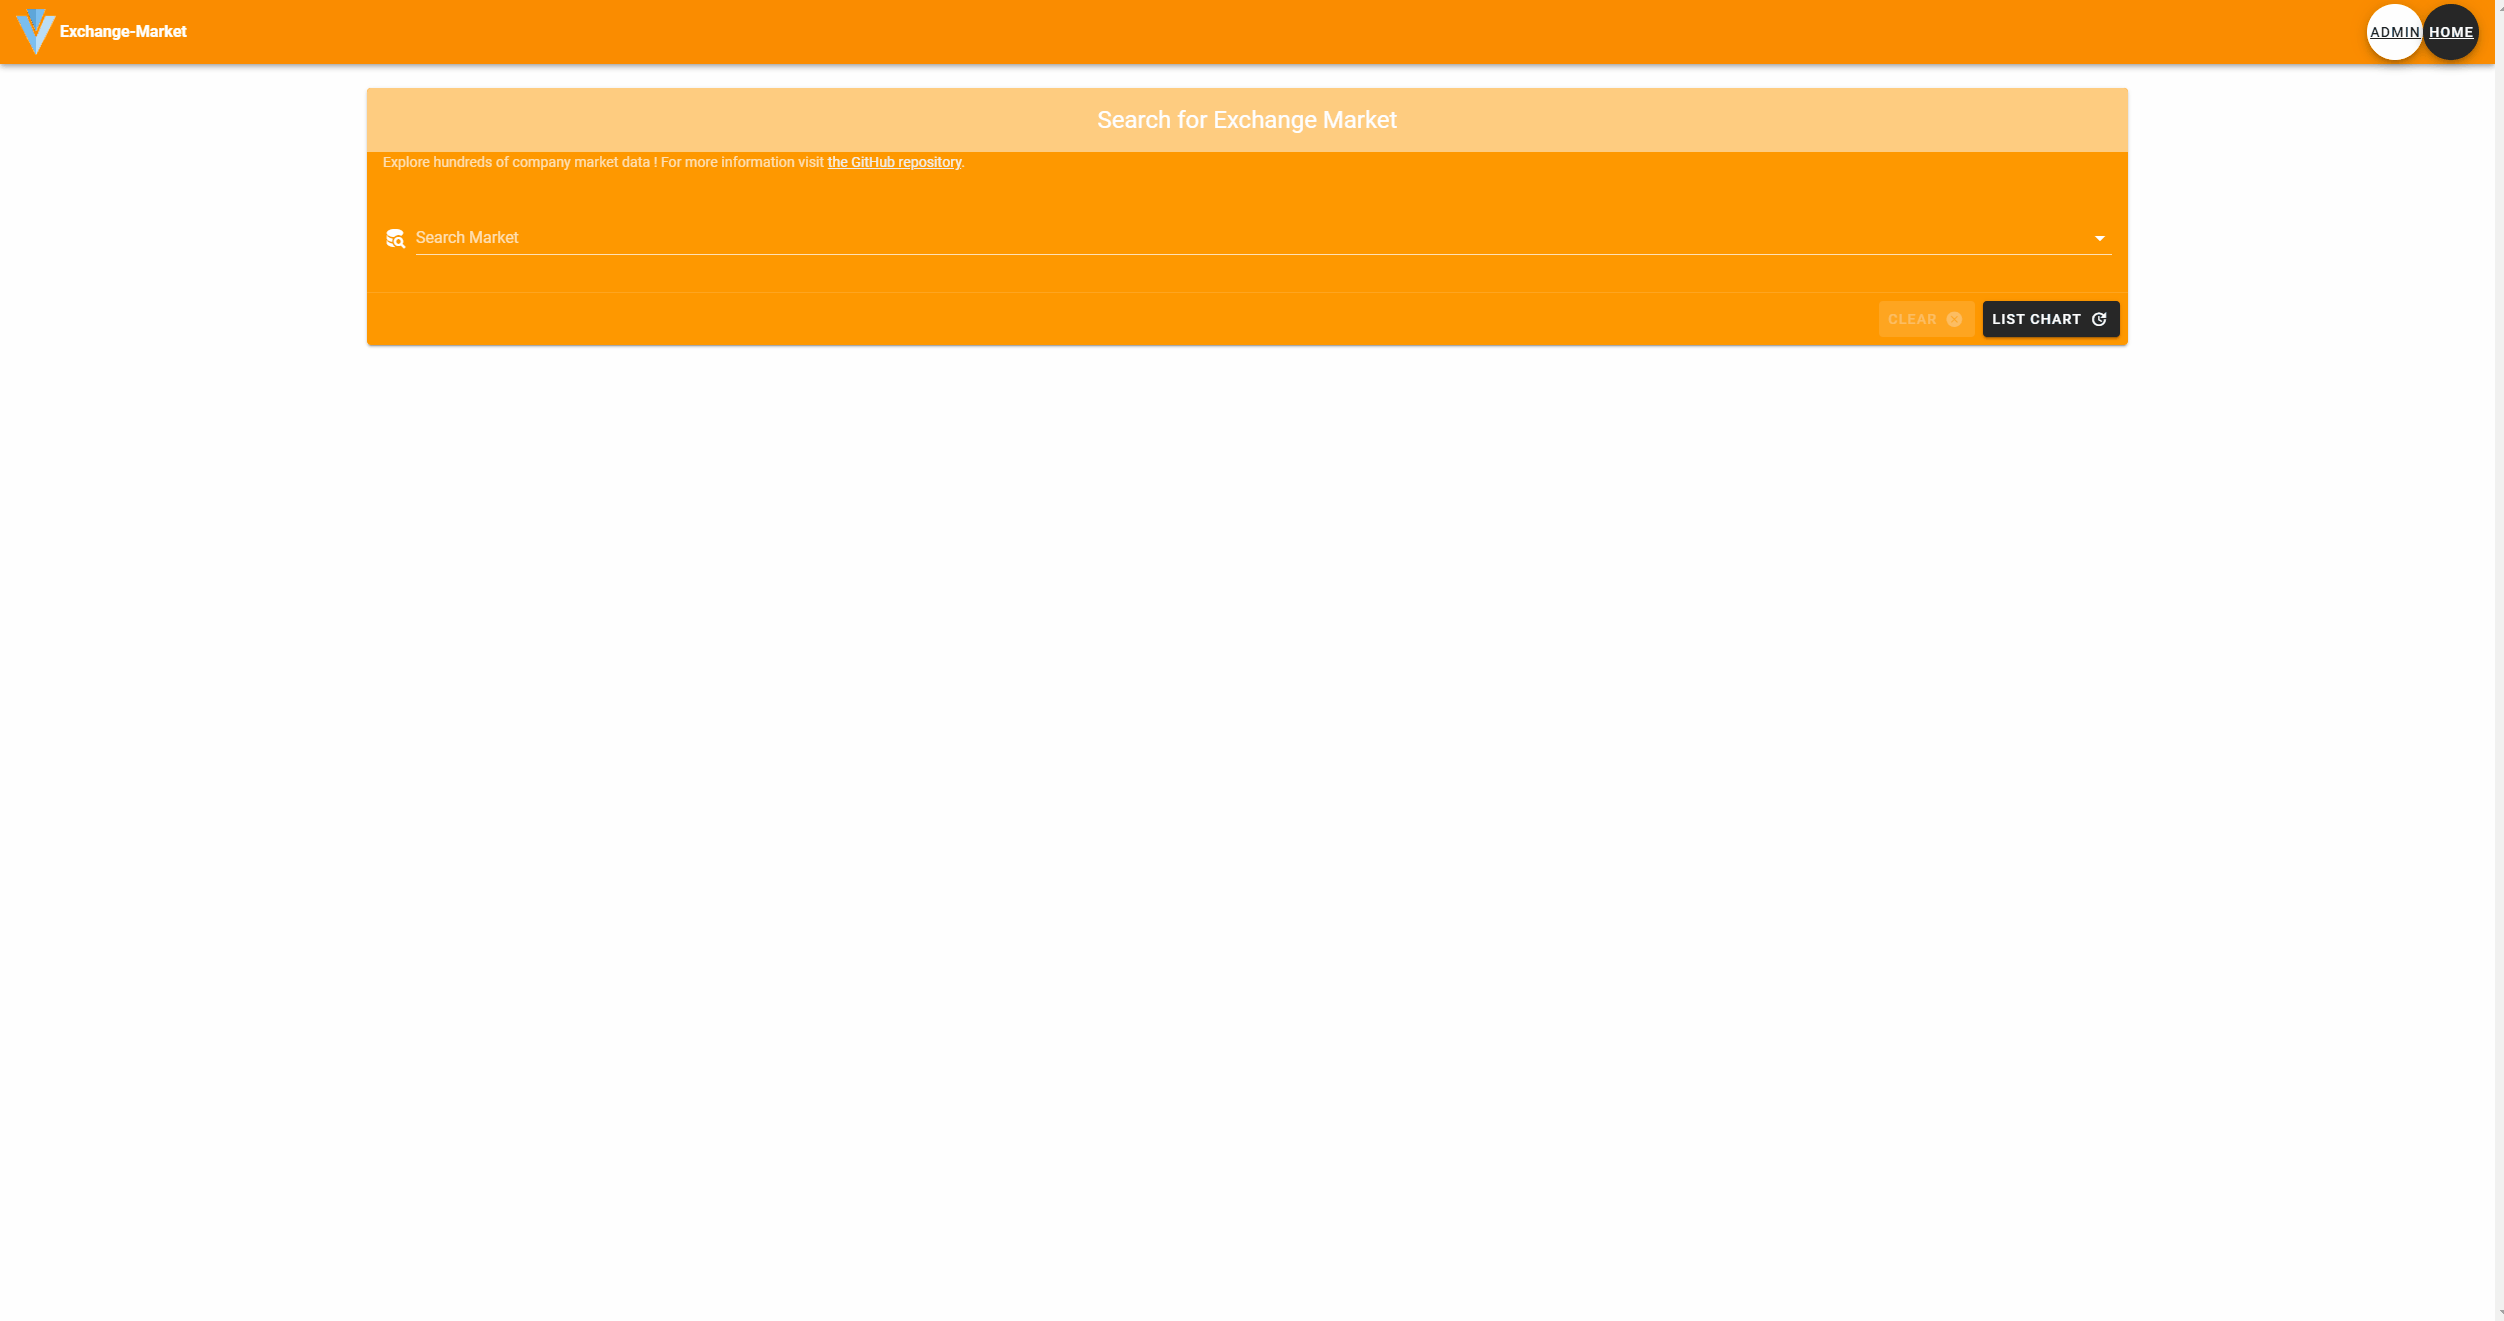 Exchange-Market
ADMIN HOME
Search for Exchange Market
Explore hundreds of company market data ! For more information visit the GitHub repository.
Search Market
CLEAR LIST CHART